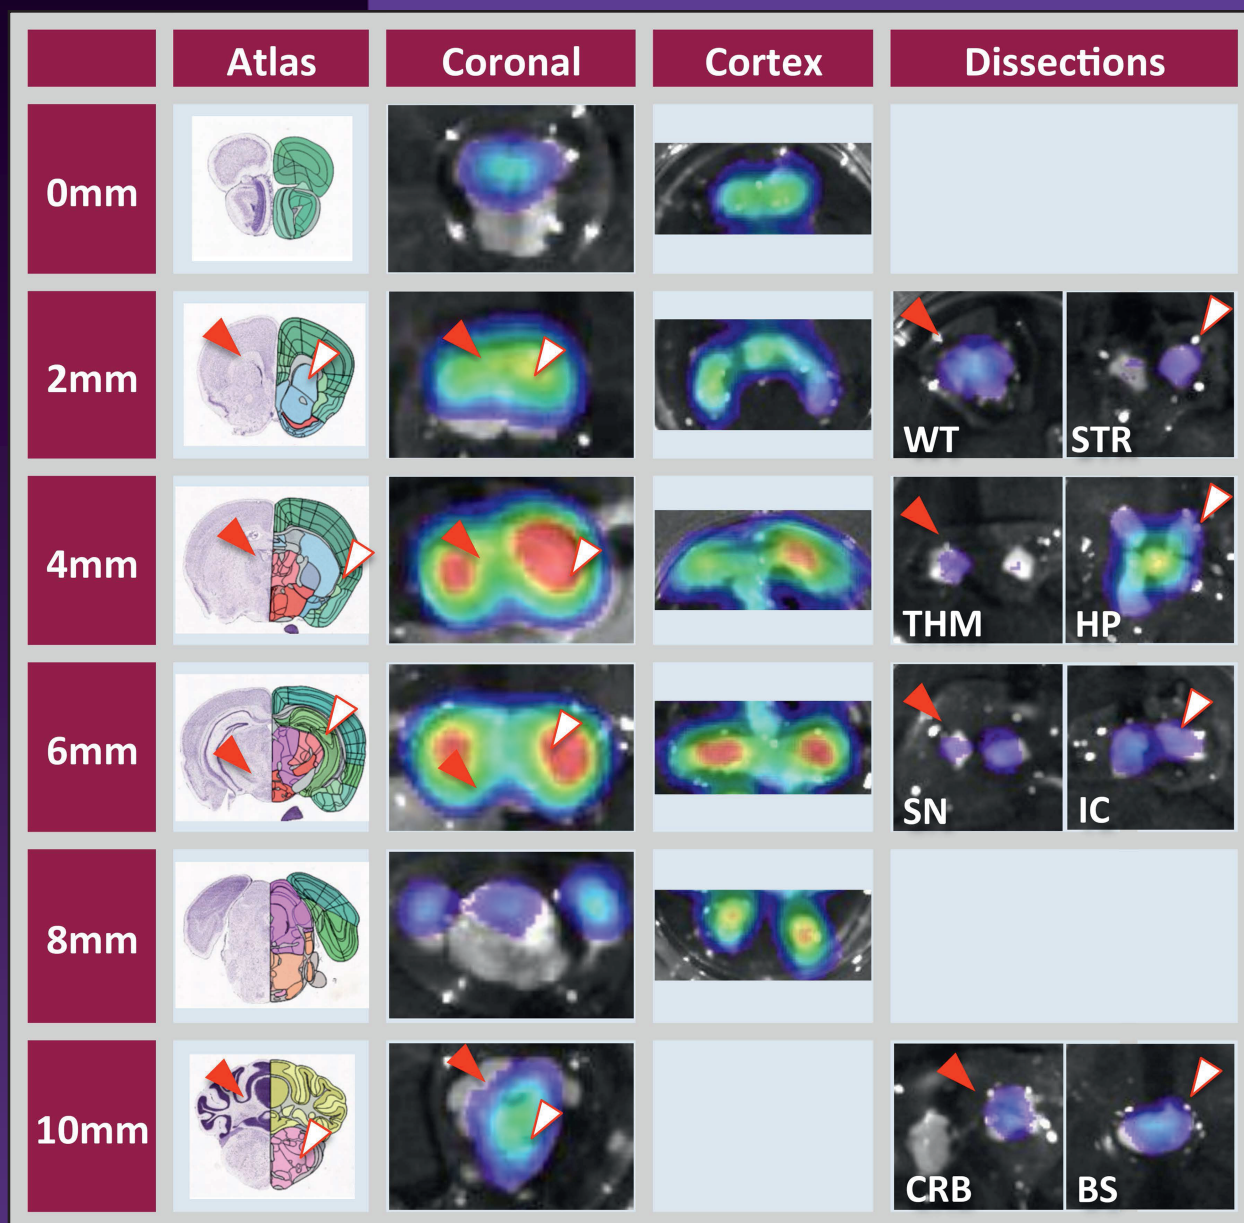 Atlas Coronal Cortex Dissections
0mm
2mm
WT STR
4mm
THM HP
6mm
SN IC
8mm
10mm
CRB BS